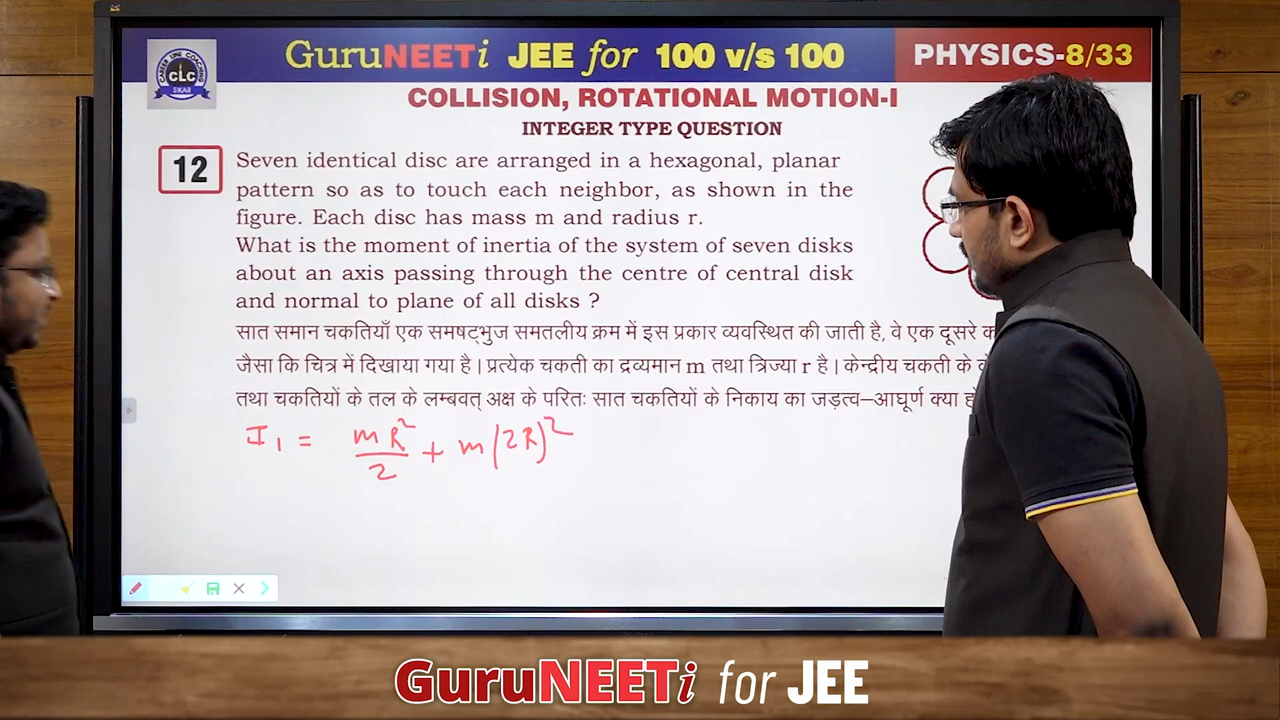 GuruNEETi JEE for 100 v/s 100
PHYSICS-8/33
CAREER LINE COACHING
CLC
SIKAR
COLLISION, ROTATIONAL MOTION-I
INTEGER TYPE QUESTION
12
Seven identical disc are arranged in a hexagonal, planar
pattern so as to touch each neighbor, as shown in the
figure. Each disc has mass m and radius r.
What is the moment of inertia of the system of seven disks
about an axis passing through the centre of central disk
and normal to plane of all disks ?
सात समान चकतियाँ एक समषट्भुज समतलीय क्रम में इस प्रकार व्यवस्थित की जाती है, वे एक दूसरे
जैसा कि चित्र में दिखाया गया है। प्रत्येक चकती का द्रव्यमान m तथा त्रिज्या r है। केन्द्रीय चकती के
तथा चकतियों के तल के लम्बवत् अक्ष के परितः सात चकतियों के निकाय का जड़त्व–आघूर्ण क्या
I₁ = mR²/2 + m(2R)²
GuruNEETi for JEE